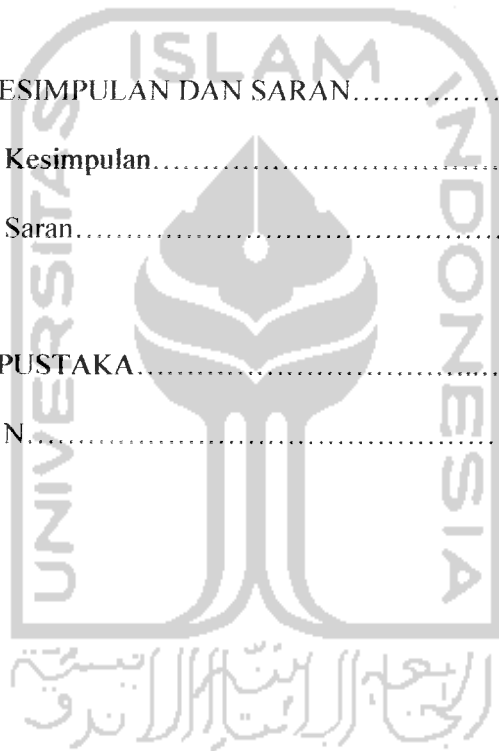 ISLAM
UNIVERSITAS
INDONESIA
ESIMPULAN DAN SARAN...............
Kesimpulan...............................................
Saran..........................................................
PUSTAKA.................................................
N................................................................